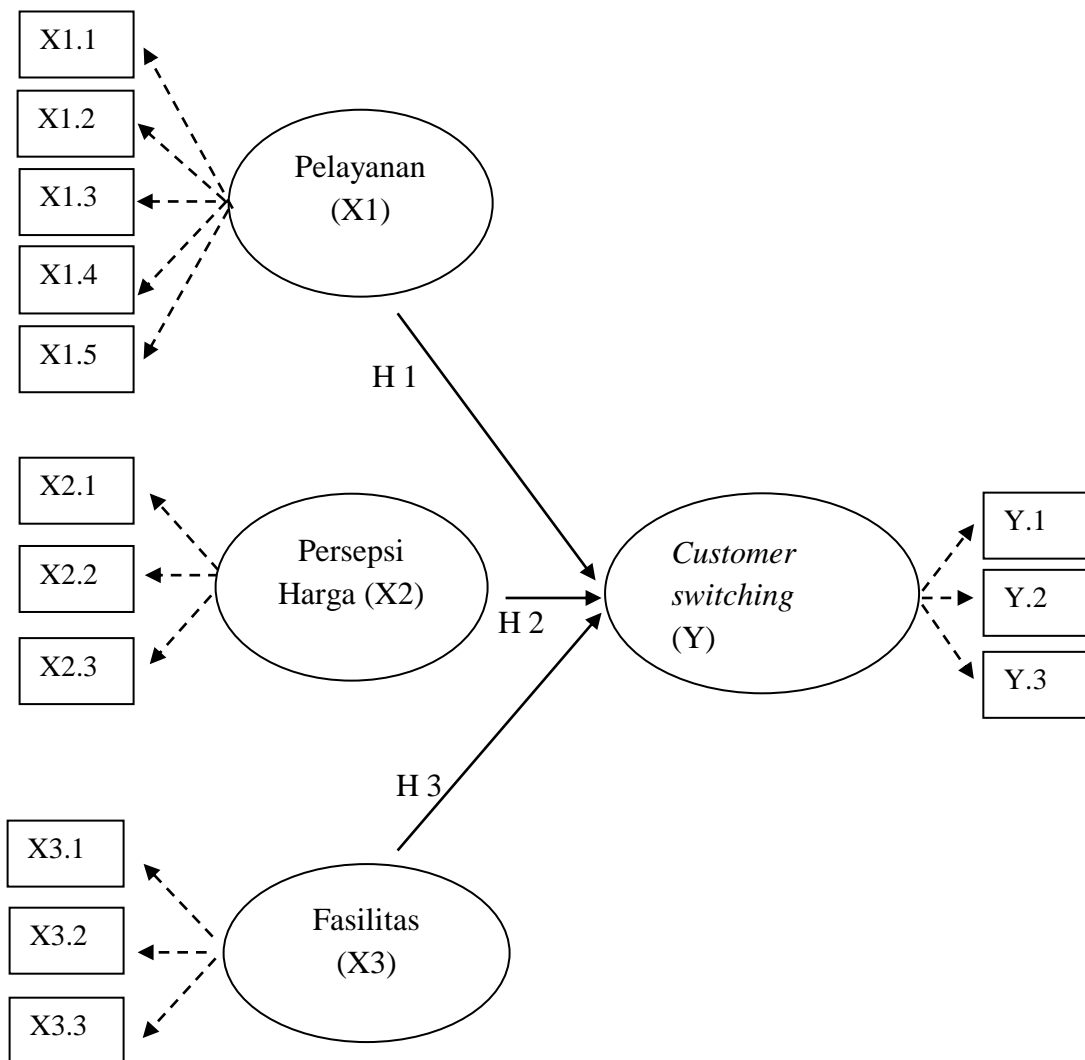 X1.1
X1.2
X1.3
X1.4
X1.5
Pelayanan
(X1)
H 1
X2.1
X2.2
X2.3
Persepsi
Harga (X2)
H 2
Customer
switching
(Y)
Y.1
Y.2
Y.3
H 3
X3.1
X3.2
X3.3
Fasilitas
(X3)